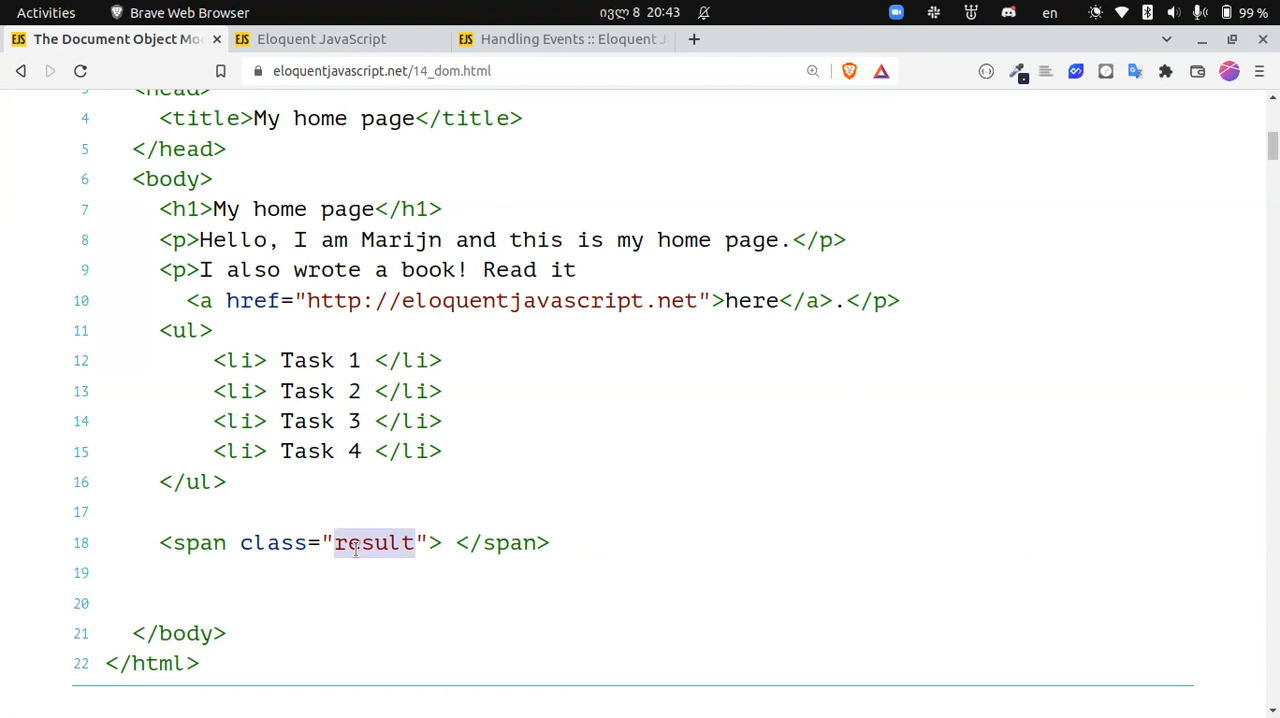 Activities
Brave Web Browser
ივლ 8 20:43
en
99 %
The Document Object Mo
Eloquent JavaScript
Handling Events :: Eloquent J
eloquentjavascript.net/14_dom.html
3 <head>
4 <title>My home page</title>
5 </head>
6 <body>
7 <h1>My home page</h1>
8 <p>Hello, I am Marijn and this is my home page.</p>
9 <p>I also wrote a book! Read it
10 <a href="http://eloquentjavascript.net">here</a>.</p>
11 <ul>
12 <li> Task 1 </li>
13 <li> Task 2 </li>
14 <li> Task 3 </li>
15 <li> Task 4 </li>
16 </ul>
17
18 <span class="result"> </span>
19
20
21 </body>
22 </html>